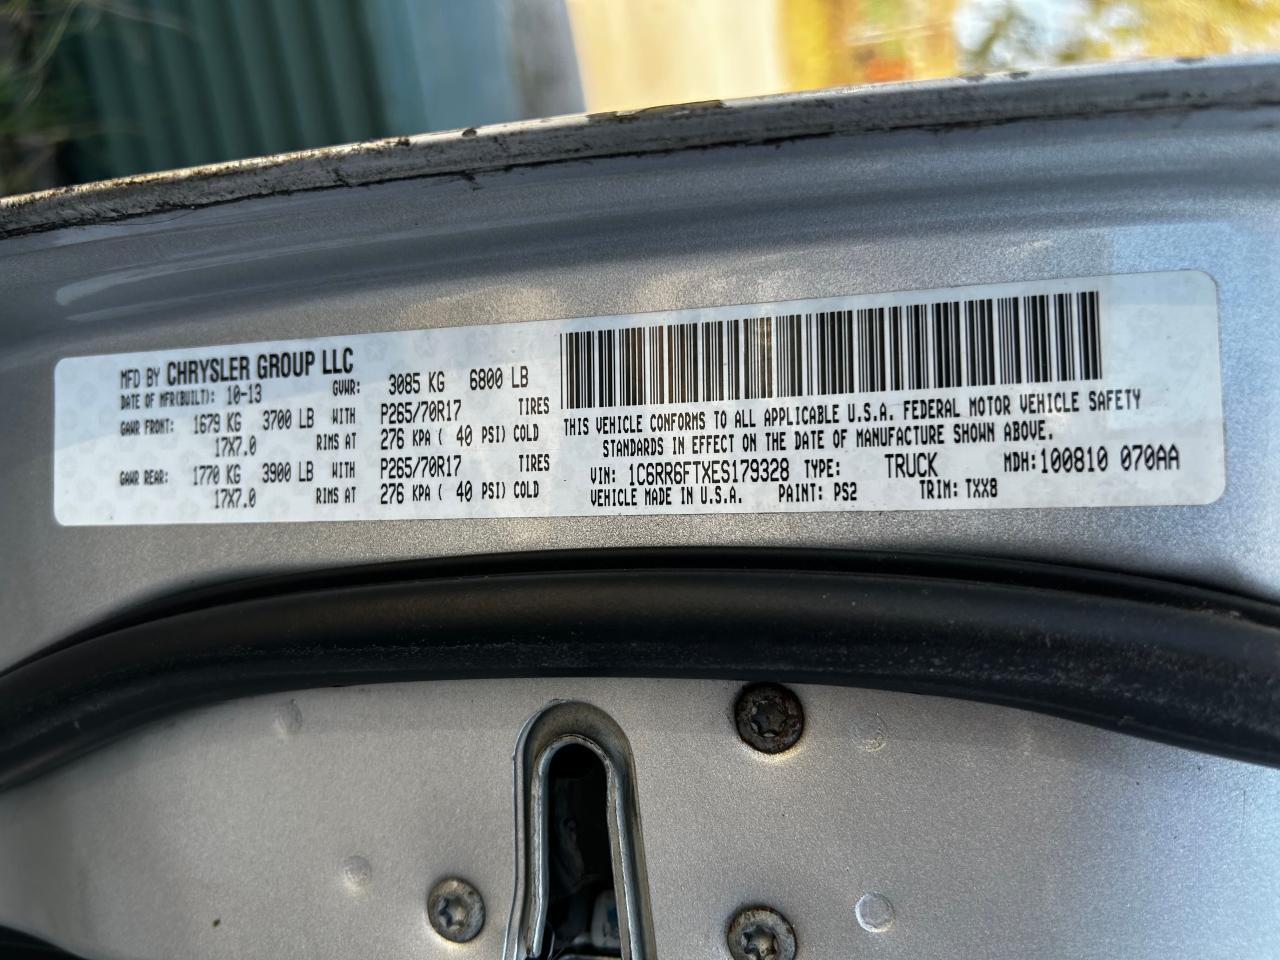 MFD BY CHRYSLER GROUP LLC
DATE OF MFR(BUILT): 10-13 GVWR: 3085 KG 6800 LB
GAWR FRONT: 1679 KG 3700 LB WITH P265/70R17 TIRES
17X7.0 RIMS AT 276 KPA ( 40 PSI) COLD
GAWR REAR: 1770 KG 3900 LB WITH P265/70R17 TIRES
17X7.0 RIMS AT 276 KPA ( 40 PSI) COLD
THIS VEHICLE CONFORMS TO ALL APPLICABLE U.S.A. FEDERAL MOTOR VEHICLE SAFETY
STANDARDS IN EFFECT ON THE DATE OF MANUFACTURE SHOWN ABOVE.
VIN: 1C6RR6FTXES179328 TYPE: TRUCK MDH:100810 070AA
VEHICLE MADE IN U.S.A. PAINT: PS2 TRIM: TXX8